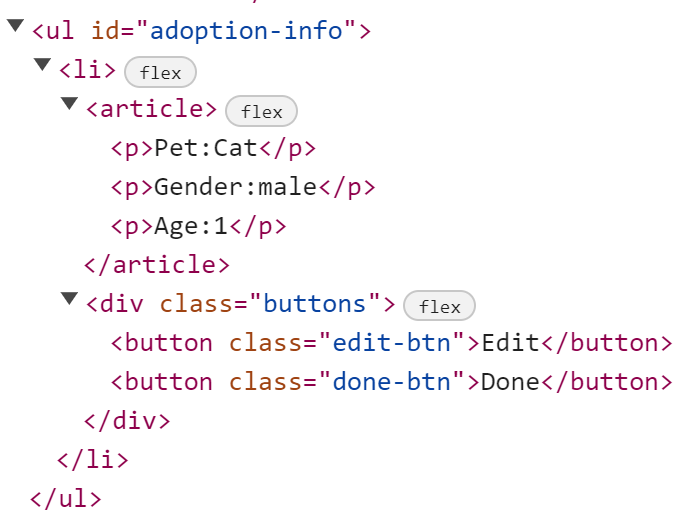 <ul id="adoption-info">
<li> flex
<article> flex
<p>Pet:Cat</p>
<p>Gender:male</p>
<p>Age:1</p>
</article>
<div class="buttons"> flex
<button class="edit-btn">Edit</button>
<button class="done-btn">Done</button>
</div>
</li>
</ul>